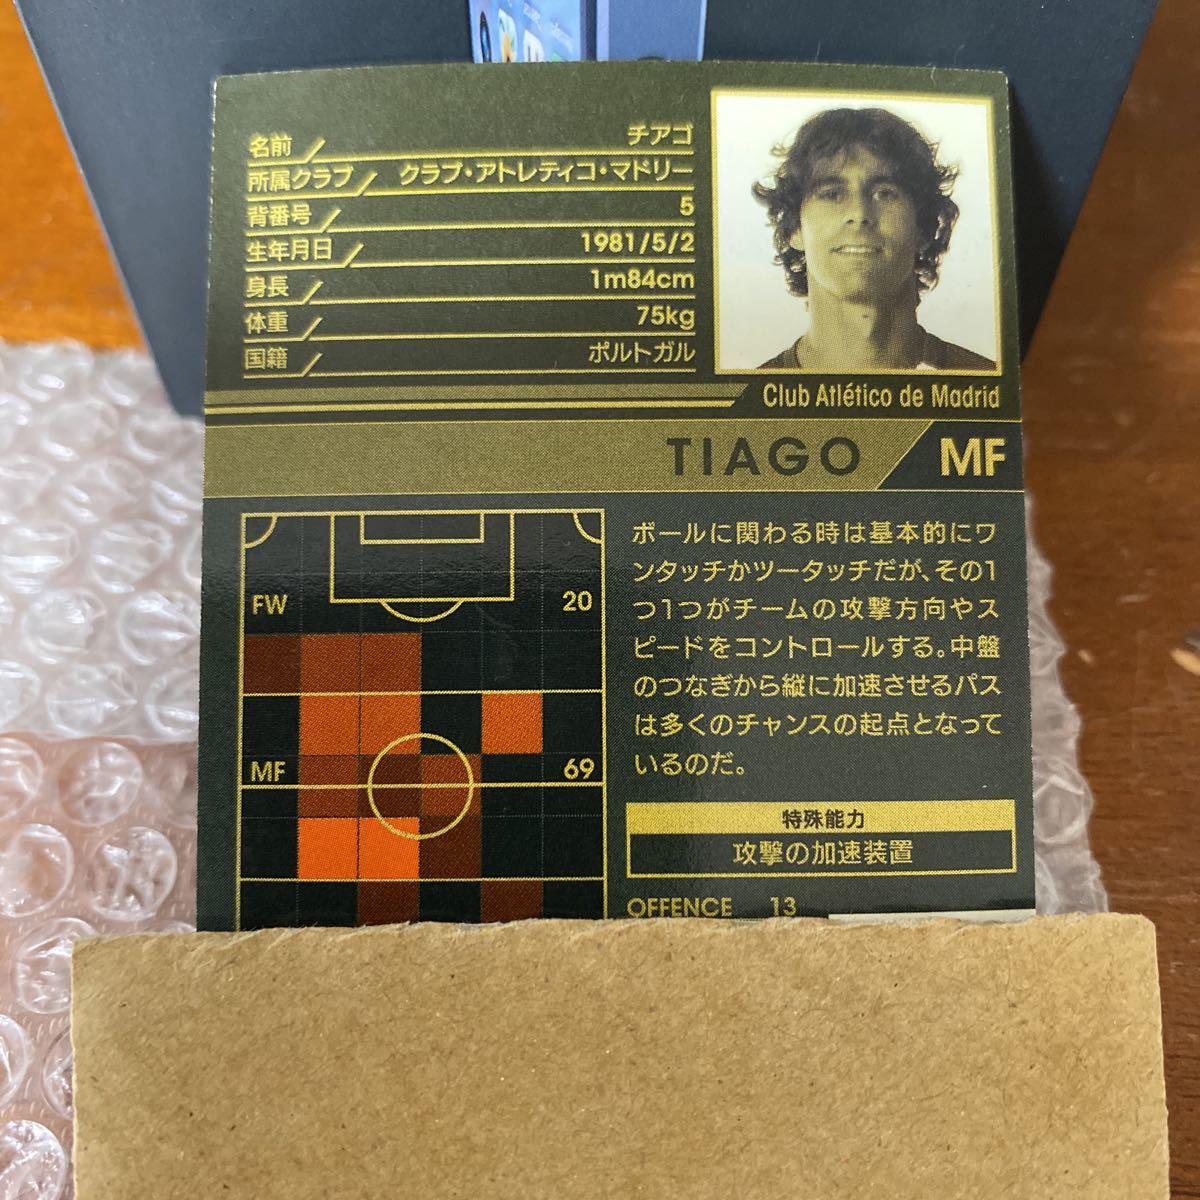 名前 チアゴ
所属クラブ クラブ・アトレティコ・マドリー
背番号 5
生年月日 1981/5/2
身長 1m84cm
体重 75kg
国籍 ポルトガル
Club Atlético de Madrid
TIAGO MF
FW 20
MF 69
ボールに関わる時は基本的にワ
ンタッチかツータッチだが、その1
つ1つがチームの攻撃方向やス
ピードをコントロールする。中盤
のつなぎから縦に加速させるパス
は多くのチャンスの起点となって
いるのだ。
特殊能力
攻撃の加速装置
OFFENCE 13